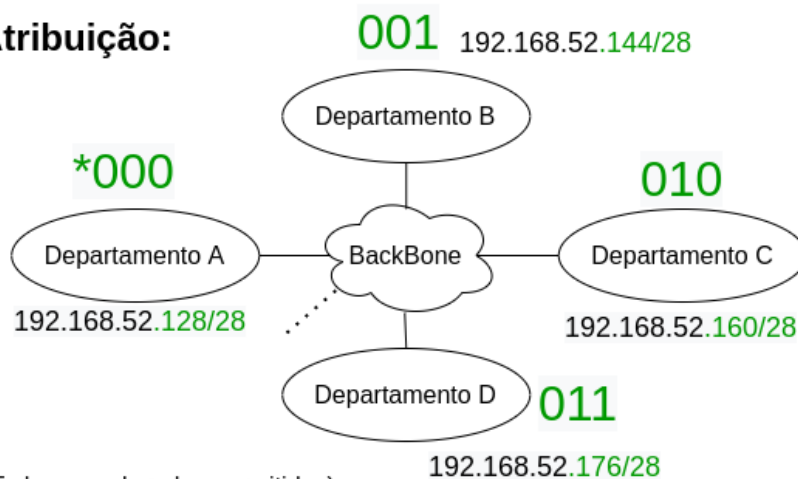 tribuição:
001 192.168.52.144/28
Departamento B
*000
010
Departamento A
BackBone
Departamento C
192.168.52.128/28
192.168.52.160/28
Departamento D
011
192.168.52.176/28